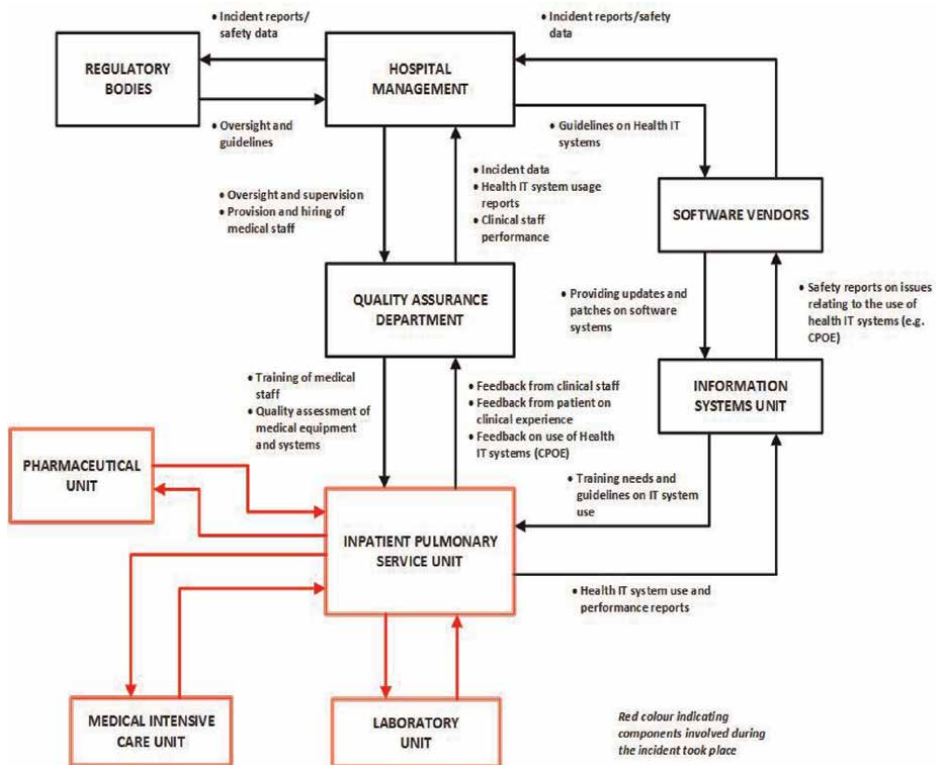 • Incident reports/
safety data
• Incident reports/safety
data
REGULATORY
BODIES
HOSPITAL
MANAGEMENT
• Oversight and
guidelines
• Guidelines on Health IT
systems
• Oversight and supervision
• Provision and hiring of
medical staff
• Incident data
• Health IT system usage
reports
• Clinical staff
performance
SOFTWARE VENDORS
QUALITY ASSURANCE
DEPARTMENT
• Providing updates and
patches on software
systems
• Safety reports on issues
relating to the use of
health IT systems (e.g.
CPOE)
• Training of medical
staff
• Quality assessment of
medical equipment
and systems
• Feedback from clinical staff
• Feedback from patient on
clinical experience
• Feedback on use of Health
IT systems (CPOE)
INFORMATION
SYSTEMS UNIT
PHARMACEUTICAL
UNIT
• Training needs and
guidelines on IT system
use
INPATIENT PULMONARY
SERVICE UNIT
• Health IT system use and
performance reports
MEDICAL INTENSIVE
CARE UNIT
LABORATORY
UNIT
Red colour indicating
components involved during
the incident took place